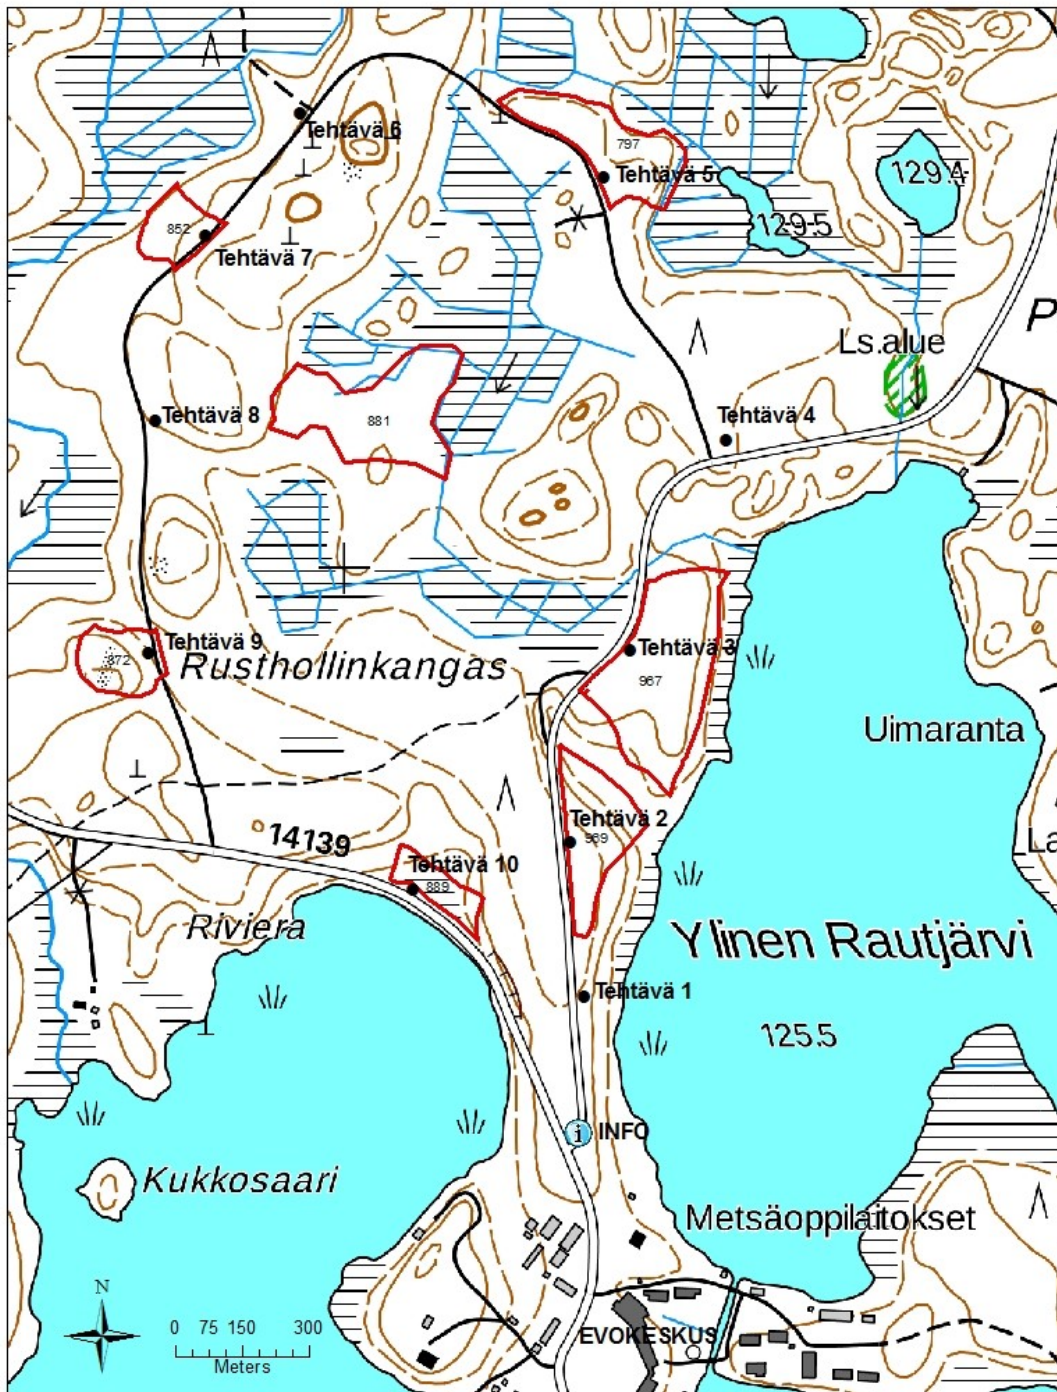 Tehtävä 6
797
Tehtävä 5
129.4
129.5
852
Tehtävä 7
P
Ls.alue
Tehtävä 8
881
Tehtävä 4
Tehtävä 9
872
Rusthollinkangas
Tehtävä 3
967
Uimaranta
Tehtävä 2
969
14139
La
Tehtävä 10
889
Riviera
Ylinen Rautjärvi
Tehtävä 1
125.5
i INFO
Kukkosaari
Metsäoppilaitokset
N
0 75 150 300
Meters
EVOKESKUS